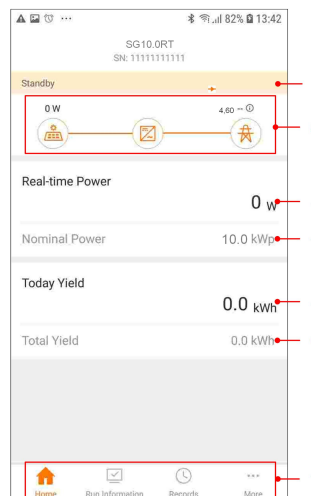 82% 13:42
SG10.0RT
SN: 11111111111
Standby
0 W 4,60 --
Real-time Power
0 W
Nominal Power 10.0 kWp
Today Yield
0.0 kWh
Total Yield 0.0 kWh
Home Run Information Records More